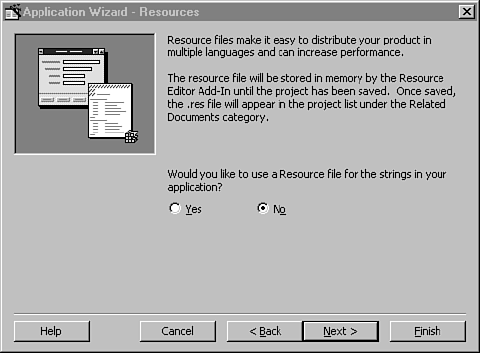 Application Wizard - Resources
Resource files make it easy to distribute your product in
multiple languages and can increase performance.
The resource file will be stored in memory by the Resource
Editor Add-In until the project has been saved.  Once saved,
the .res file will appear in the project list under the Related
Documents category.
Would you like to use a Resource file for the strings in your
application?
Yes No
Help Cancel < Back Next > Finish